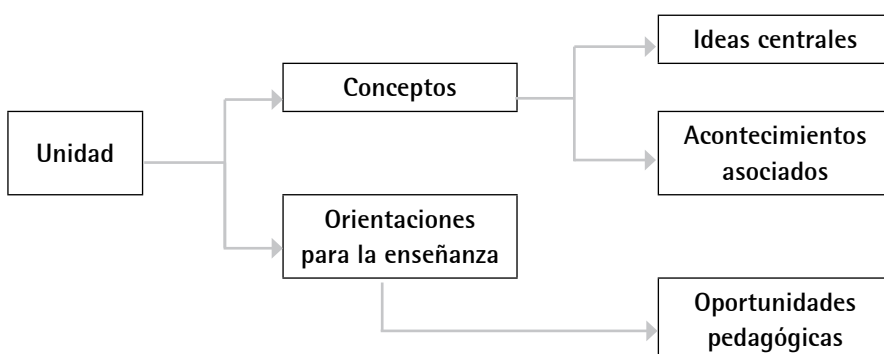 Unidad
Conceptos
Orientaciones
para la enseñanza
Ideas centrales
Acontecimientos
asociados
Oportunidades
pedagógicas